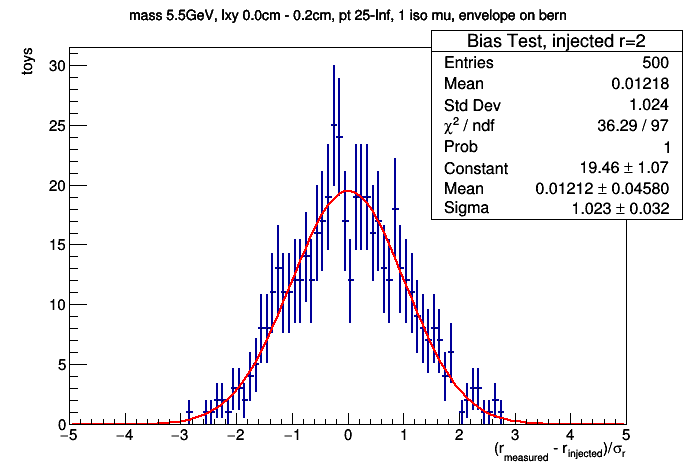 mass 5.5GeV, lxy 0.0cm - 0.2cm, pt 25-Inf, 1 iso mu, envelope on bern
Bias Test, injected r=2
Entries 500
Mean 0.01218
Std Dev 1.024
χ² / ndf 36.29 / 97
Prob 1
Constant 19.46 ± 1.07
Mean 0.01212 ± 0.04580
Sigma 1.023 ± 0.032
toys
30
25
20
15
10
5
0
−5 −4 −3 −2 −1 0 1 2 3 4 5
(r_measured - r_injected)/σ_r